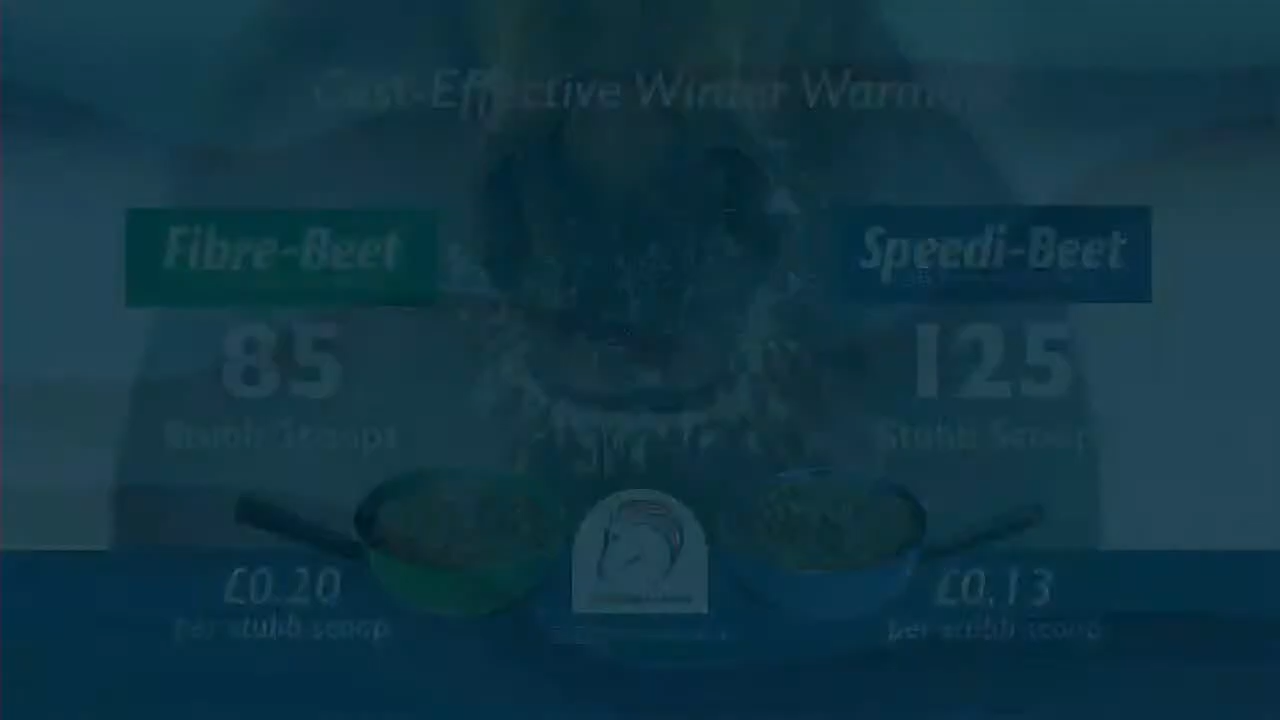 Cost-Effective Winter Warmers
Fibre-Beet
Speedi-Beet
85
125
Stubb Scoops
Stubb Scoops
£0.20
£0.13
per stubb scoop
per stubb scoop